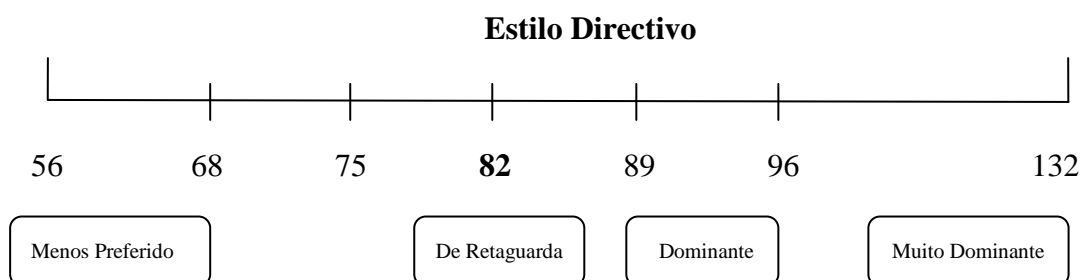 Estilo Directivo
56 68 75 82 89 96 132
Menos Preferido De Retaguarda Dominante Muito Dominante